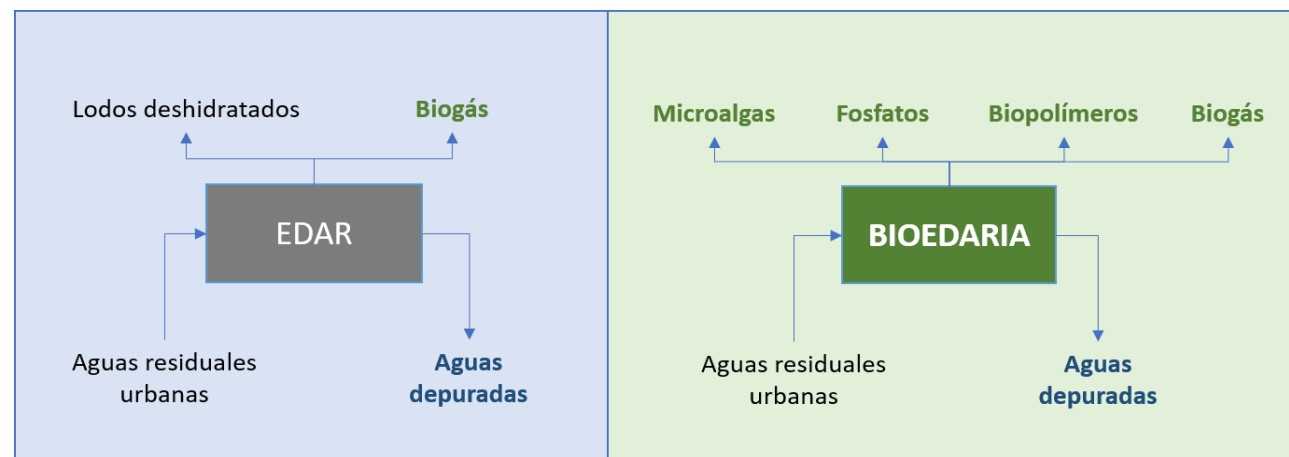 Lodos deshidratados
Biogás
EDAR
Aguas residuales
urbanas
Aguas
depuradas
Microalgas
Fosfatos
Biopolímeros
Biogás
BIOEDARIA
Aguas residuales
urbanas
Aguas
depuradas